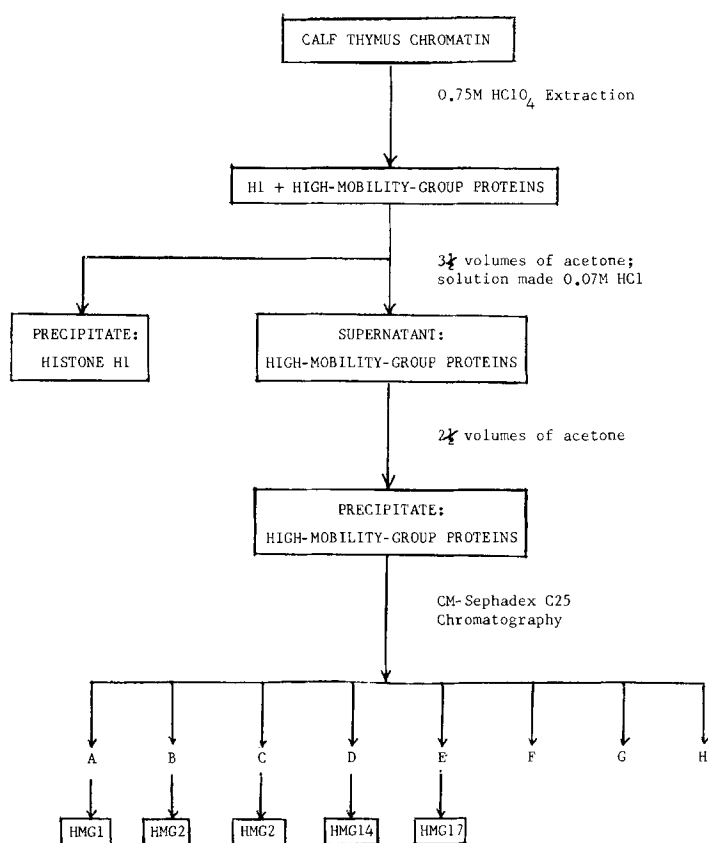 CALF THYMUS CHROMATIN
0.75M HClO4 Extraction
H1 + HIGH-MOBILITY-GROUP PROTEINS
3½ volumes of acetone;
solution made 0.07M HCl
PRECIPITATE:
HISTONE H1
SUPERNATANT:
HIGH-MOBILITY-GROUP PROTEINS
2½ volumes of acetone
PRECIPITATE:
HIGH-MOBILITY-GROUP PROTEINS
CM-Sephadex C25
Chromatography
A B C D E F G H
HMG1 HMG2 HMG2 HMG14 HMG17